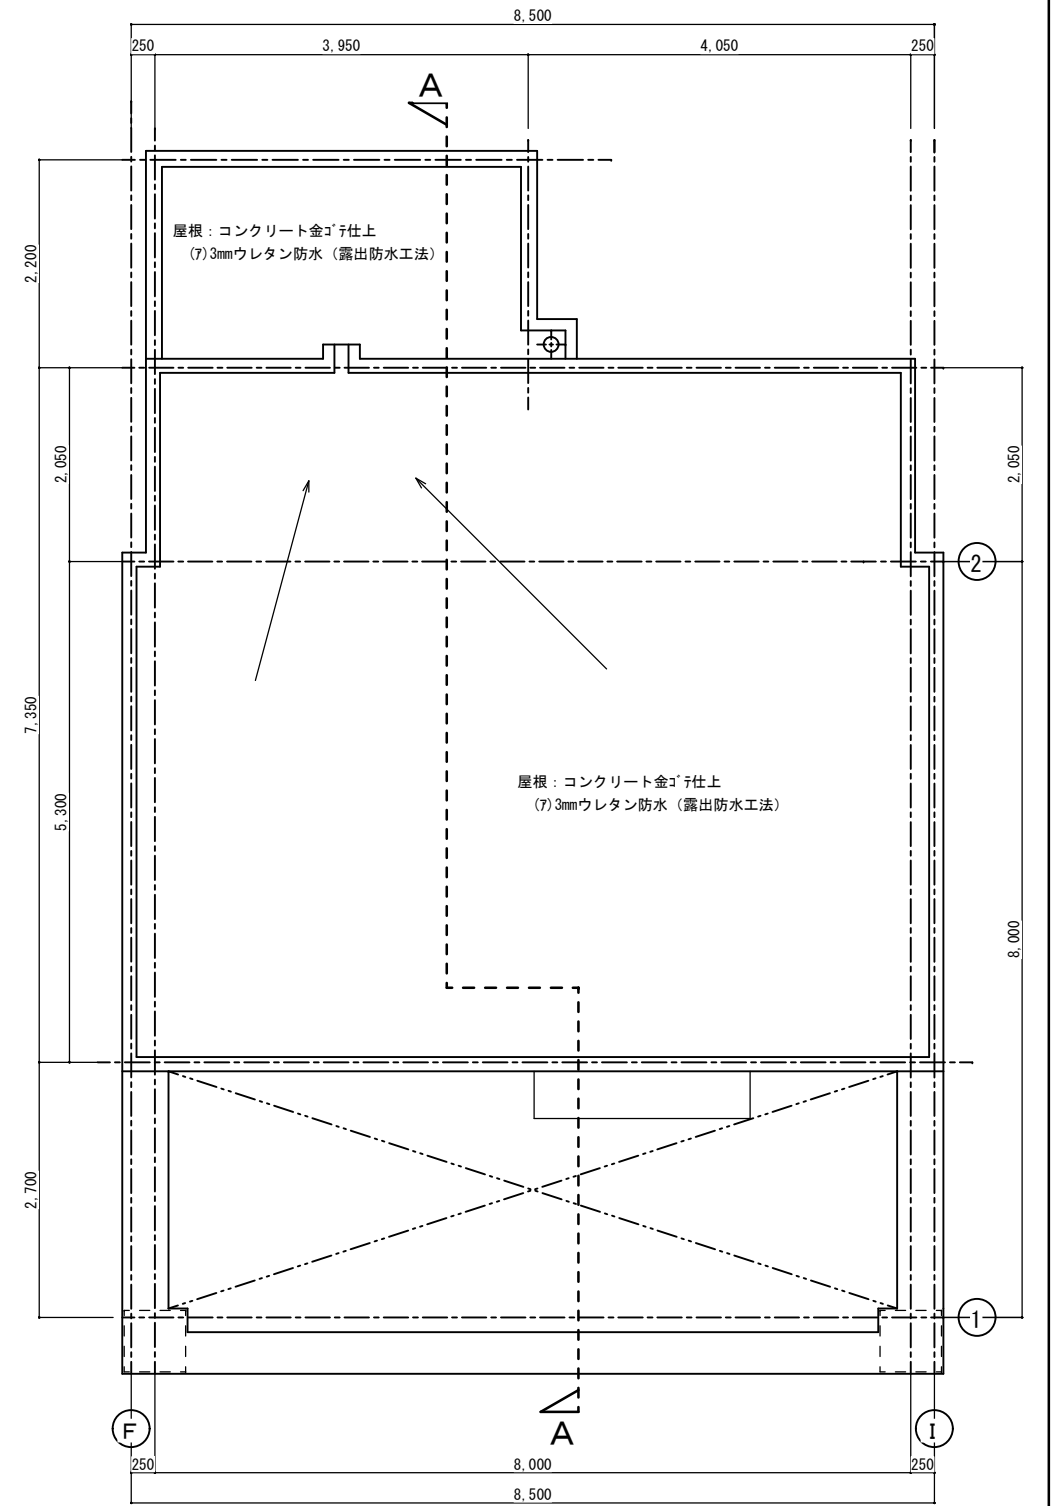 8,500
250
3,950
4,050
250
A
屋根：コンクリート金ｺﾞﾃ仕上
(ｱ)3mmウレタン防水（露出防水工法）
2,200
2,050
2,050
2
7,350
5,300
屋根：コンクリート金ｺﾞﾃ仕上
(ｱ)3mmウレタン防水（露出防水工法）
8,000
2,700
1
F
A
I
250
8,000
250
8,500